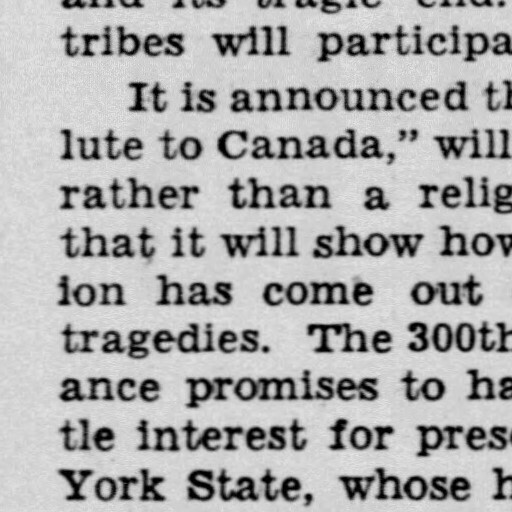 and its tragic end.
tribes will participa
It is announced th
lute to Canada,” will
rather than a relig
that it will show how
ion has come out
tragedies. The 300th
ance promises to ha
tle interest for pres
York State, whose h